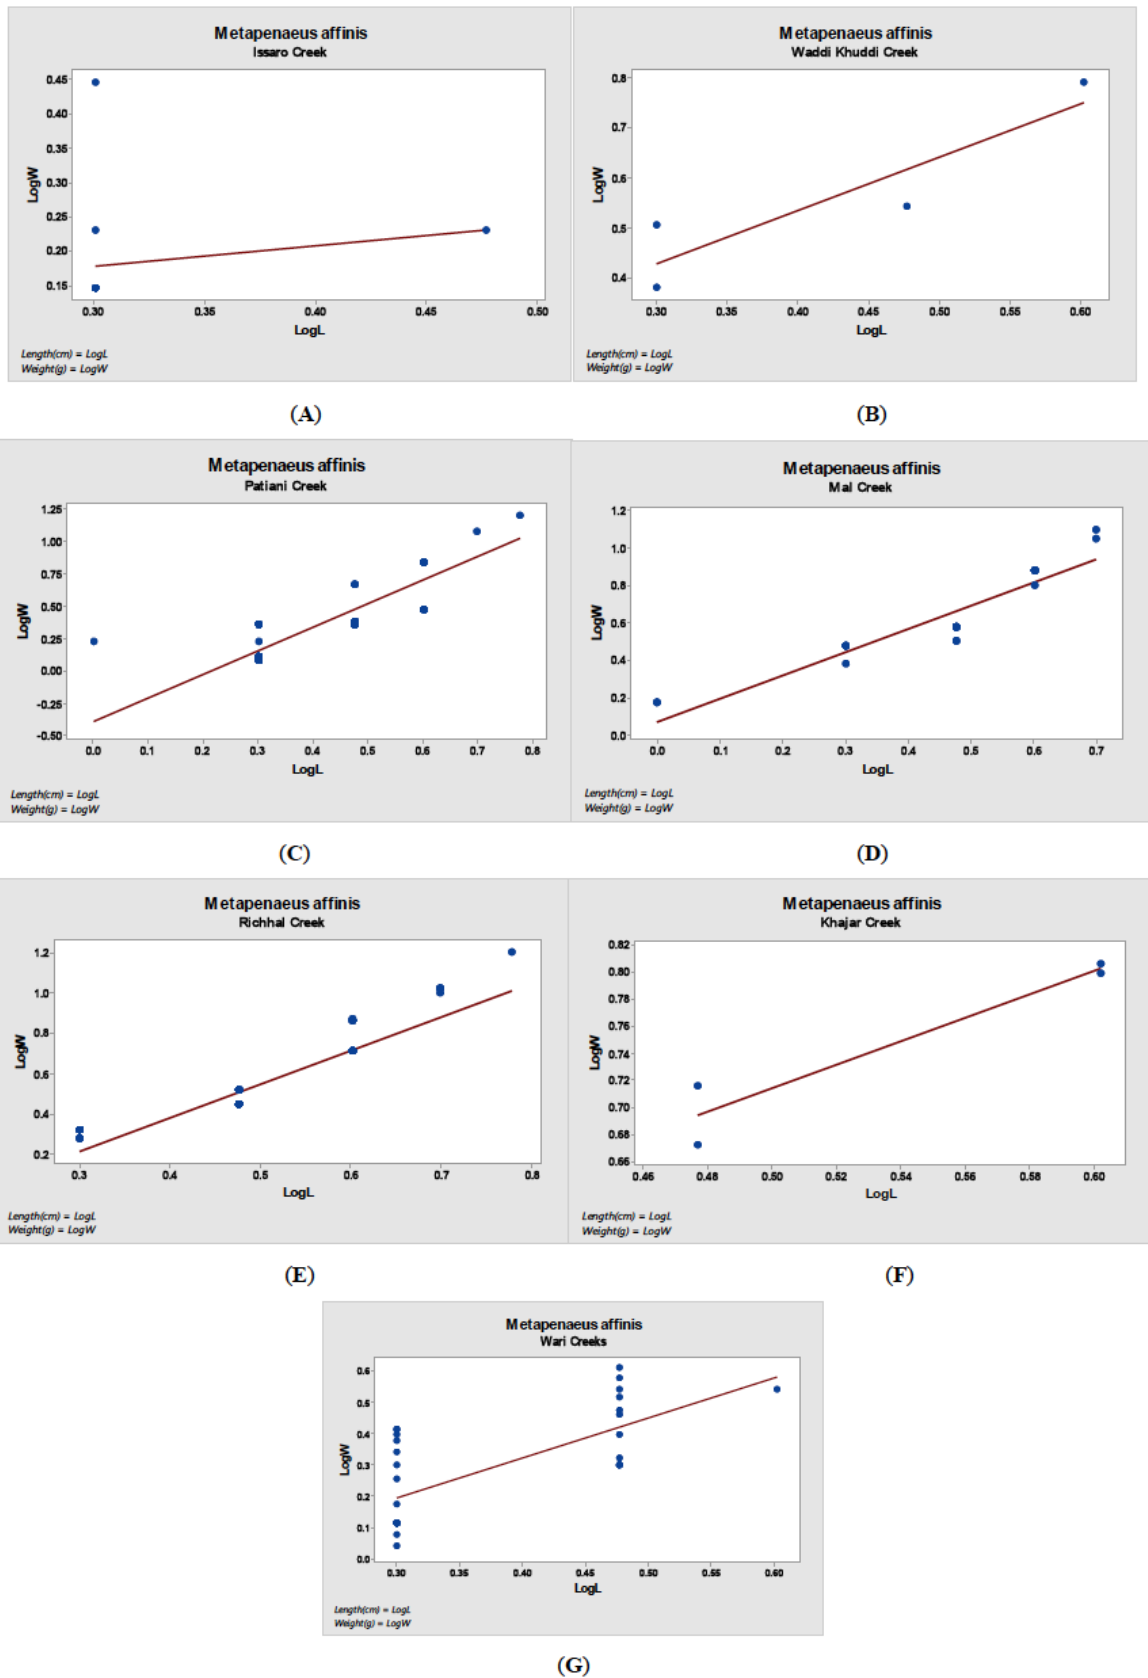 Metapenaeus affinis
Issaro Creek
LogW
0.45
0.40
0.35
0.30
0.25
0.20
0.15
0.30 0.35 0.40 0.45 0.50
LogL
Length(cm) = LogL
Weight(g) = LogW
(A)
Metapenaeus affinis
Waddi Khuddi Creek
LogW
0.8
0.7
0.6
0.5
0.4
0.30 0.35 0.40 0.45 0.50 0.55 0.60
LogL
Length(cm) = LogL
Weight(g) = LogW
(B)
Metapenaeus affinis
Patiani Creek
LogW
1.25
1.00
0.75
0.50
0.25
0.00
-0.25
-0.50
0.0 0.1 0.2 0.3 0.4 0.5 0.6 0.7 0.8
LogL
Length(cm) = LogL
Weight(g) = LogW
(C)
Metapenaeus affinis
Mal Creek
LogW
1.2
1.0
0.8
0.6
0.4
0.2
0.0
0.0 0.1 0.2 0.3 0.4 0.5 0.6 0.7
LogL
Length(cm) = LogL
Weight(g) = LogW
(D)
Metapenaeus affinis
Richhal Creek
LogW
1.2
1.0
0.8
0.6
0.4
0.2
0.3 0.4 0.5 0.6 0.7 0.8
LogL
Length(cm) = LogL
Weight(g) = LogW
(E)
Metapenaeus affinis
Khajar Creek
LogW
0.82
0.80
0.78
0.76
0.74
0.72
0.70
0.68
0.66
0.46 0.48 0.50 0.52 0.54 0.56 0.58 0.60
LogL
Length(cm) = LogL
Weight(g) = LogW
(F)
Metapenaeus affinis
Wari Creeks
LogW
0.6
0.5
0.4
0.3
0.2
0.1
0.0
0.30 0.35 0.40 0.45 0.50 0.55 0.60
LogL
Length(cm) = LogL
Weight(g) = LogW
(G)